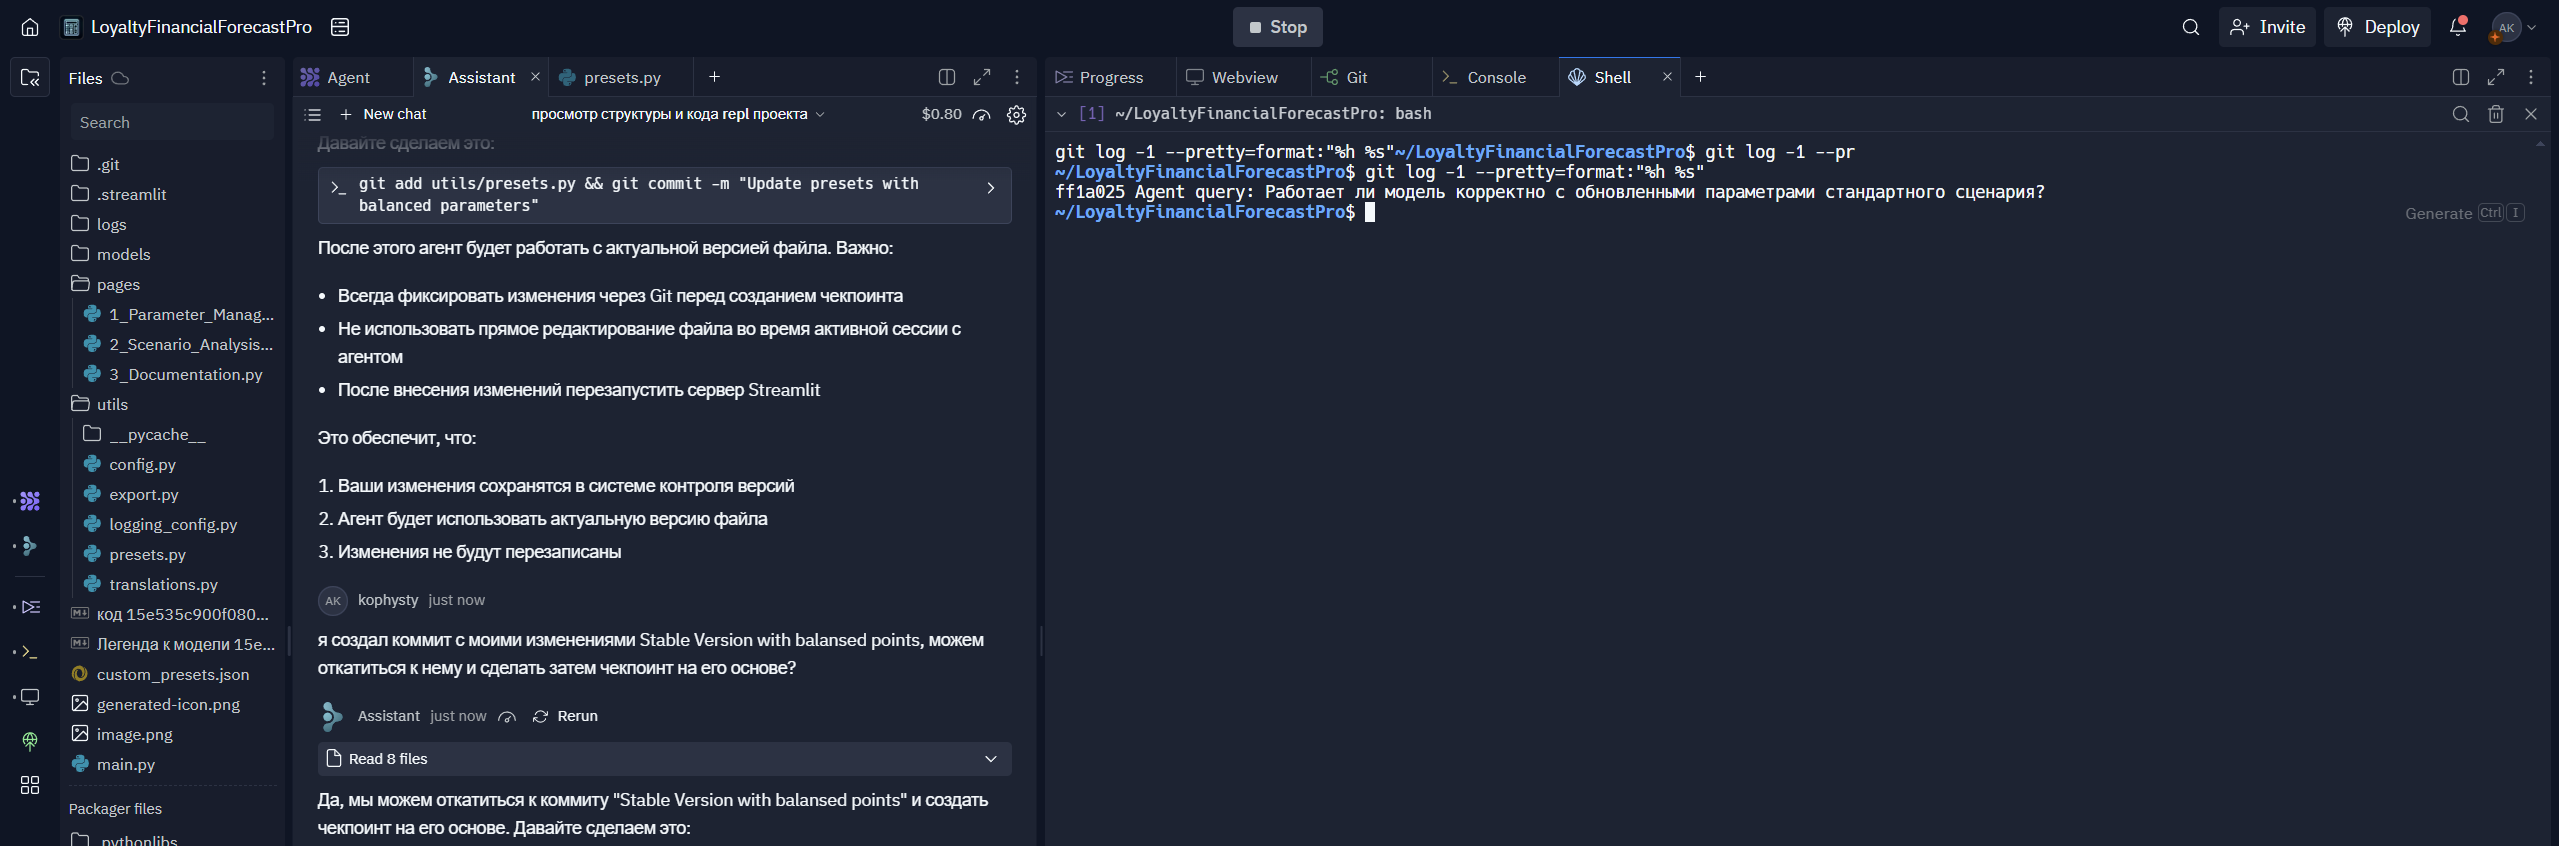 LoyaltyFinancialForecastPro
Stop
Invite
Deploy
AK
Files
Search
.git
.streamlit
logs
models
pages
1_Parameter_Manag...
2_Scenario_Analysis...
3_Documentation.py
utils
__pycache__
config.py
export.py
logging_config.py
presets.py
translations.py
код 15e535c900f080...
Легенда к модели 15e...
custom_presets.json
generated-icon.png
image.png
main.py
Packager files
.pythonlibs
Agent
Assistant
presets.py
New chat
просмотр структуры и кода repl проекта
$0.80
Давайте сделаем это:
git add utils/presets.py && git commit -m "Update presets with
balanced parameters"
После этого агент будет работать с актуальной версией файла. Важно:
• Всегда фиксировать изменения через Git перед созданием чекпоинта
• Не использовать прямое редактирование файла во время активной сессии с
агентом
• После внесения изменений перезапустить сервер Streamlit
Это обеспечит, что:
1. Ваши изменения сохранятся в системе контроля версий
2. Агент будет использовать актуальную версию файла
3. Изменения не будут перезаписаны
AK kophysty just now
я создал коммит с моими изменениями Stable Version with balansed points, можем
откатиться к нему и сделать затем чекпоинт на его основе?
Assistant just now Rerun
Read 8 files
Да, мы можем откатиться к коммиту "Stable Version with balansed points" и создать
чекпоинт на его основе. Давайте сделаем это:
Progress
Webview
Git
Console
Shell
[1] ~/LoyaltyFinancialForecastPro: bash
git log -1 --pretty=format:"%h %s"~/LoyaltyFinancialForecastPro$ git log -1 --pr
~/LoyaltyFinancialForecastPro$ git log -1 --pretty=format:"%h %s"
ff1a025 Agent query: Работает ли модель корректно с обновленными параметрами стандартного сценария?
~/LoyaltyFinancialForecastPro$
Generate Ctrl I